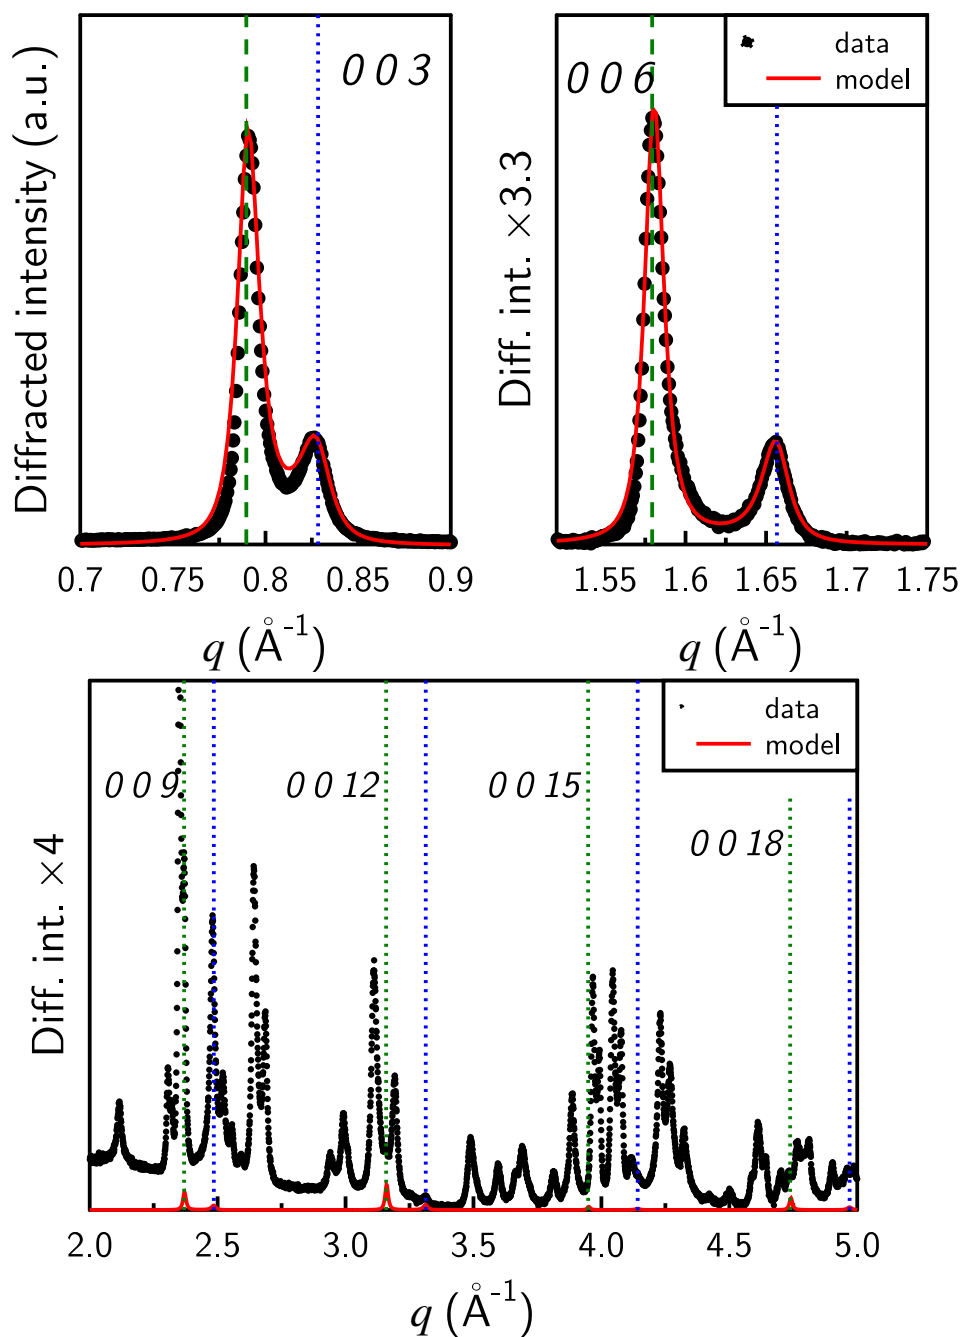 Diffracted intensity (a.u.)
0 0 3
0.7 0.75 0.8 0.85 0.9
q (Å⁻¹)
Diff. int. ×3.3
0 0 6
data
model
1.55 1.6 1.65 1.7 1.75
q (Å⁻¹)
Diff. int. ×4
data
model
0 0 9 0 0 12 0 0 15
0 0 18
2.0 2.5 3.0 3.5 4.0 4.5 5.0
q (Å⁻¹)